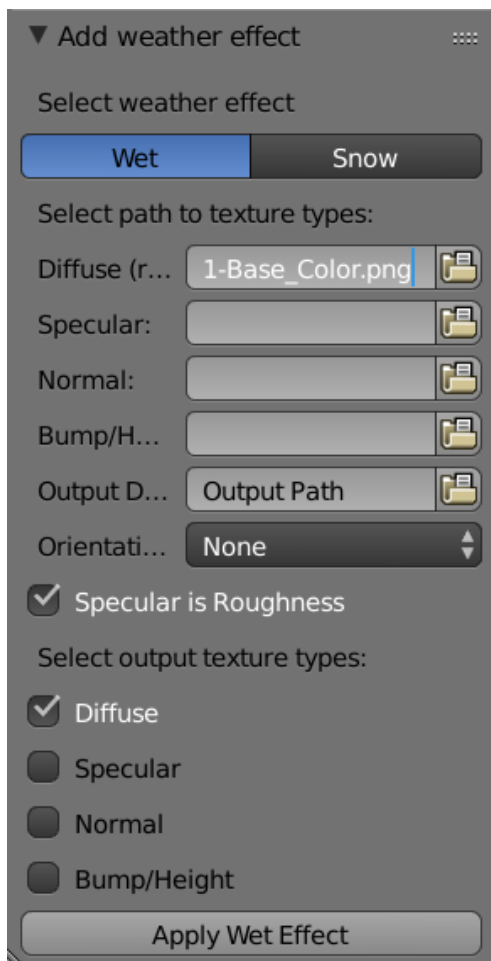 Add weather effect
Select weather effect
Wet Snow
Select path to texture types:
Diffuse (r... 1-Base_Color.png
Specular:
Normal:
Bump/H...
Output D... Output Path
Orientati... None
Specular is Roughness
Select output texture types:
Diffuse
Specular
Normal
Bump/Height
Apply Wet Effect